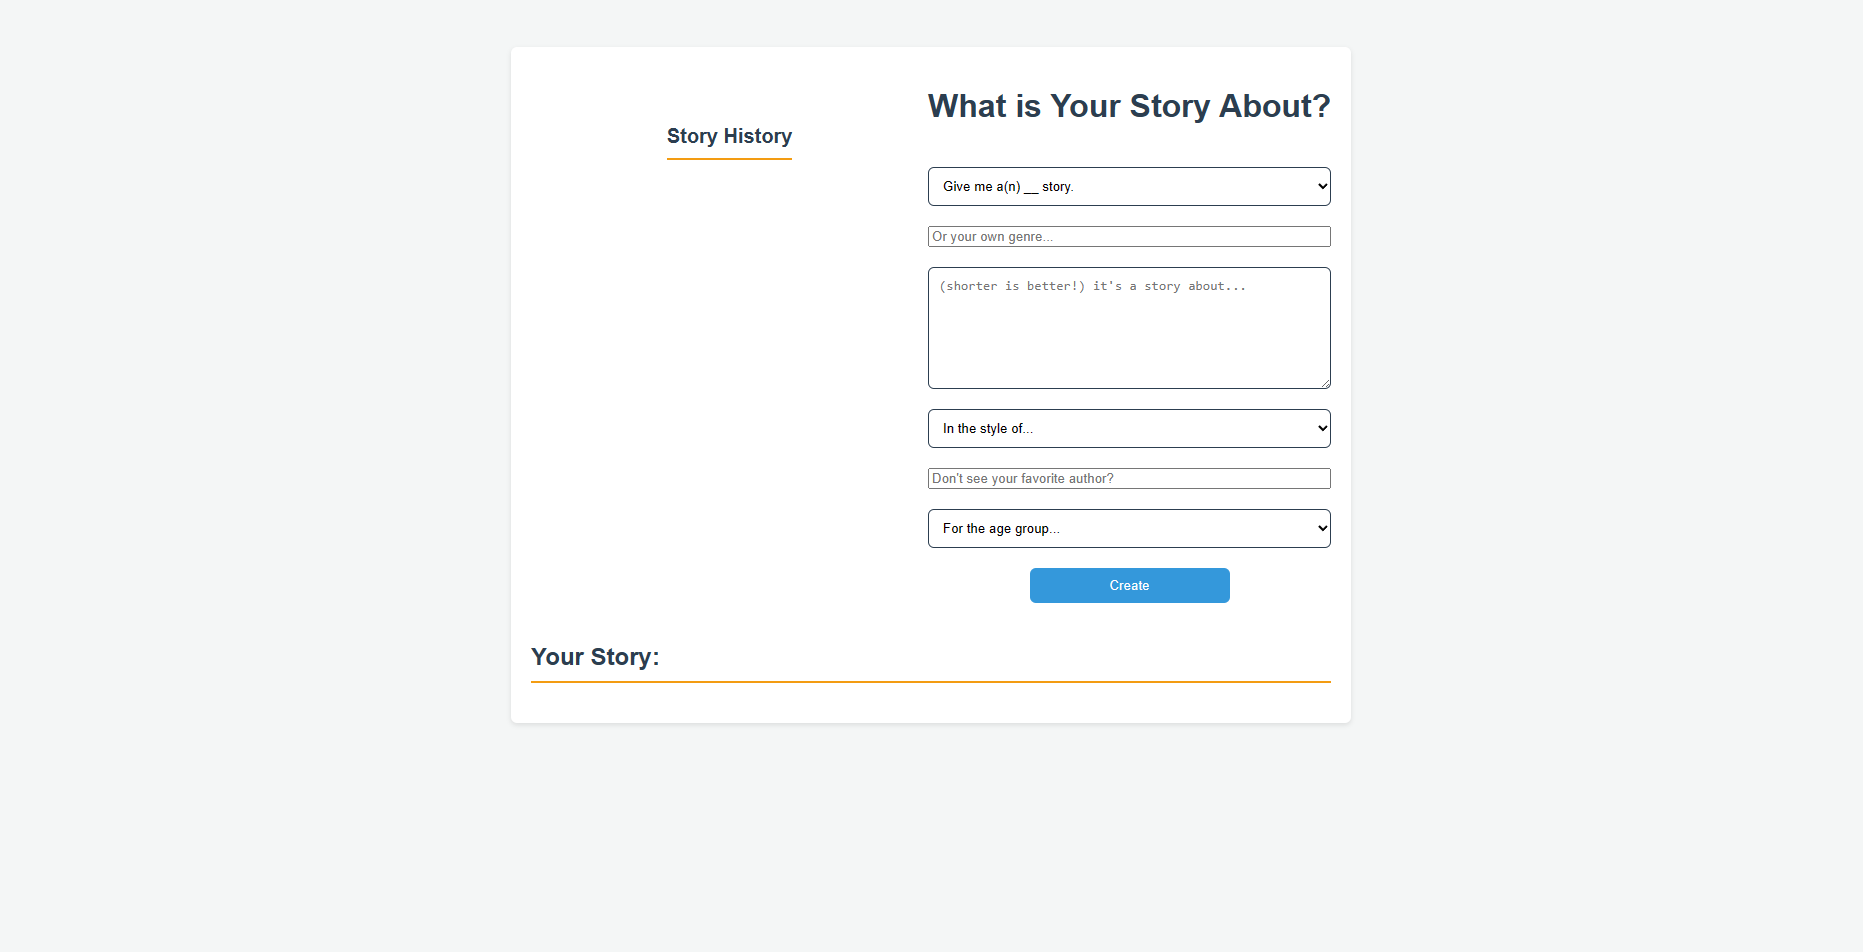 What is Your Story About?
Story History
Give me a(n) __ story.
Or your own genre...
(shorter is better!) it's a story about...
In the style of...
Don't see your favorite author?
For the age group...
Create
Your Story: